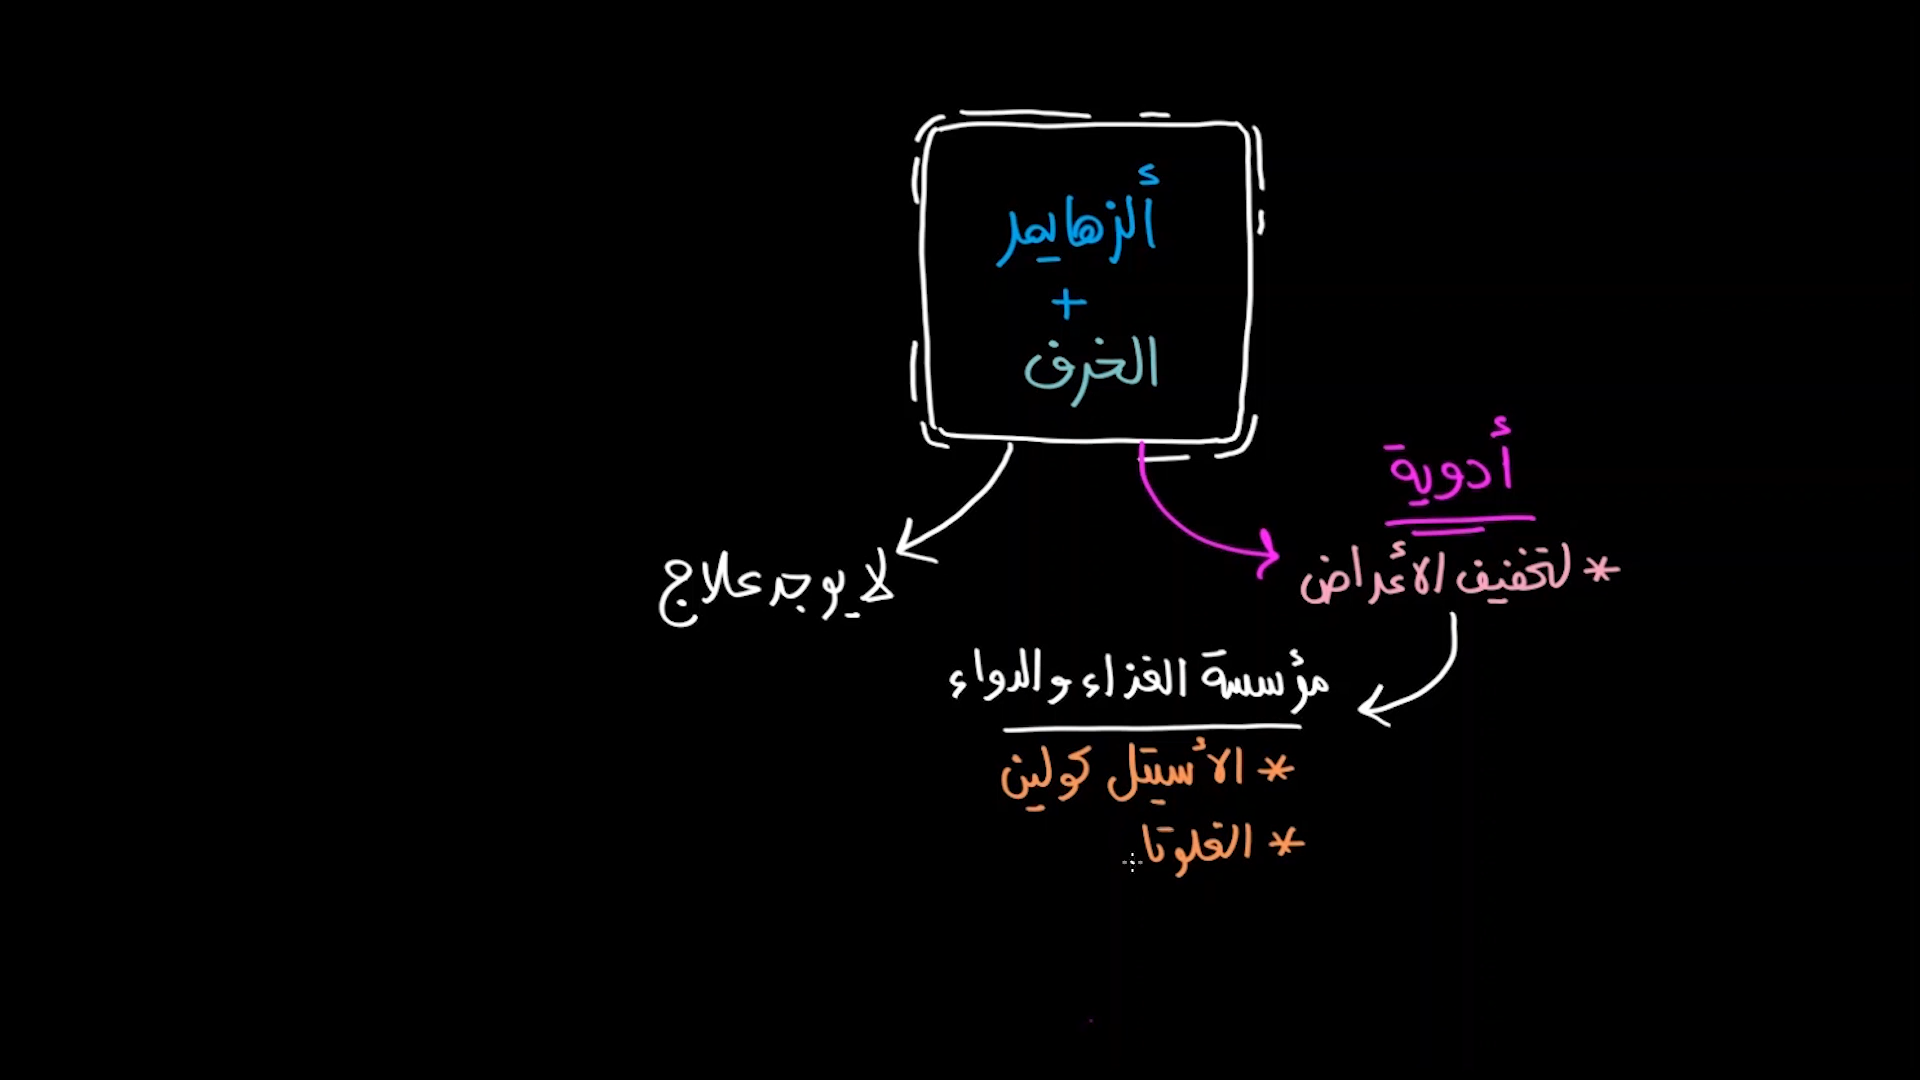 ألزهايمر
+
الخرف
أدوية
* لتخفيف الأعراض
لا يوجد علاج
مؤسسة الغذاء والدواء
* الأسيتل كولين
* الغلوتا